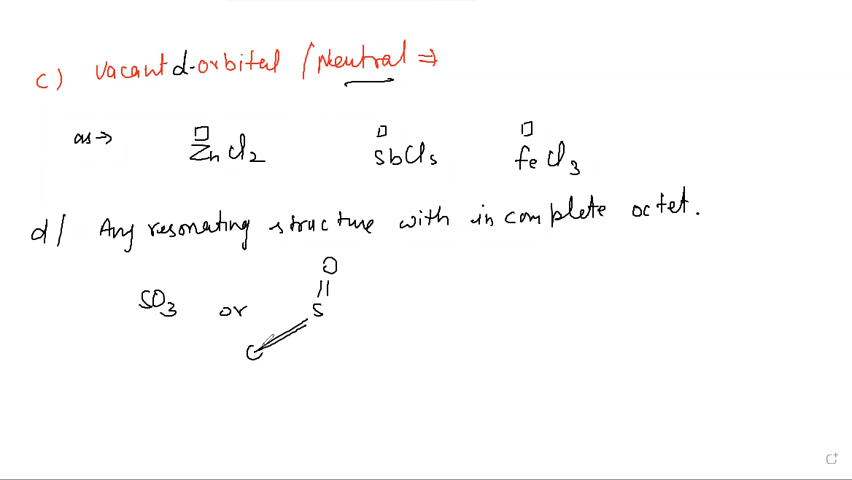 c) Vacant d-orbital / Neutral ⇒
as → ZnCl2 SbCl5 FeCl3
d/ Any resonating structure with incomplete octet.
O
||
SO3 or S
O